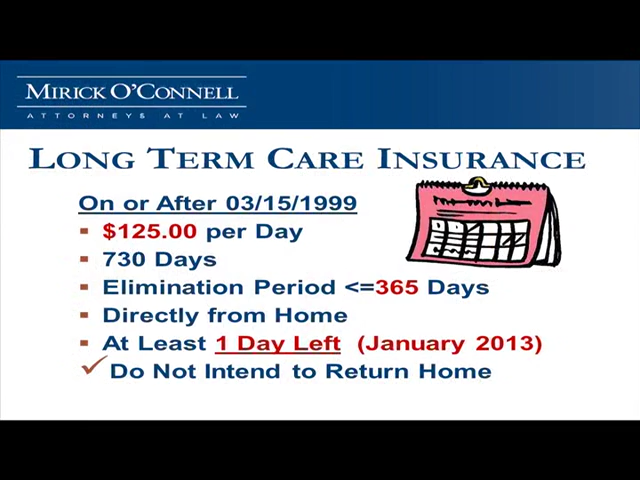 MIRICK O'CONNELL
ATTORNEYS AT LAW
LONG TERM CARE INSURANCE
On or After 03/15/1999
▪ $125.00 per Day
▪ 730 Days
▪ Elimination Period <=365 Days
▪ Directly from Home
▪ At Least 1 Day Left (January 2013)
✓ Do Not Intend to Return Home